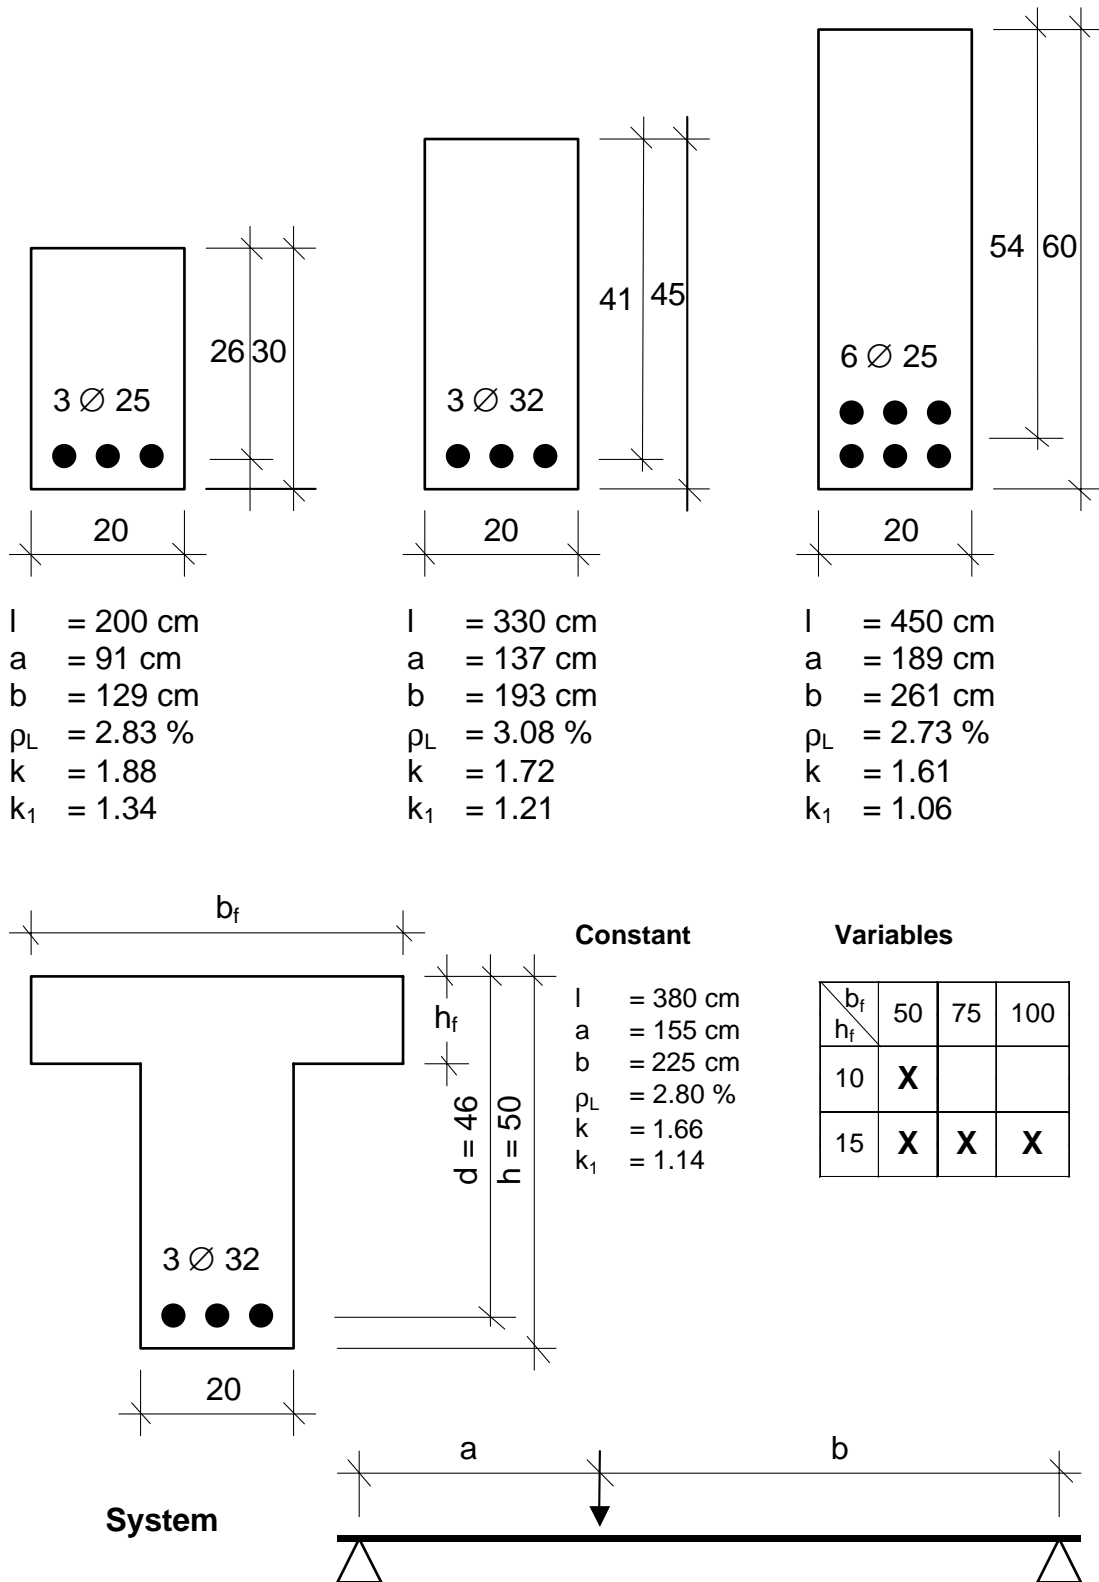 26 30
3 ∅ 25
20
l = 200 cm
a = 91 cm
b = 129 cm
ρL = 2.83 %
k = 1.88
k1 = 1.34
41 45
3 ∅ 32
20
l = 330 cm
a = 137 cm
b = 193 cm
ρL = 3.08 %
k = 1.72
k1 = 1.21
54 60
6 ∅ 25
20
l = 450 cm
a = 189 cm
b = 261 cm
ρL = 2.73 %
k = 1.61
k1 = 1.06
bf
hf
d = 46
h = 50
3 ∅ 32
20
Constant
l = 380 cm
a = 155 cm
b = 225 cm
ρL = 2.80 %
k = 1.66
k1 = 1.14
Variables
bf 50 75 100
hf
10 X
15 X X X
a b
System